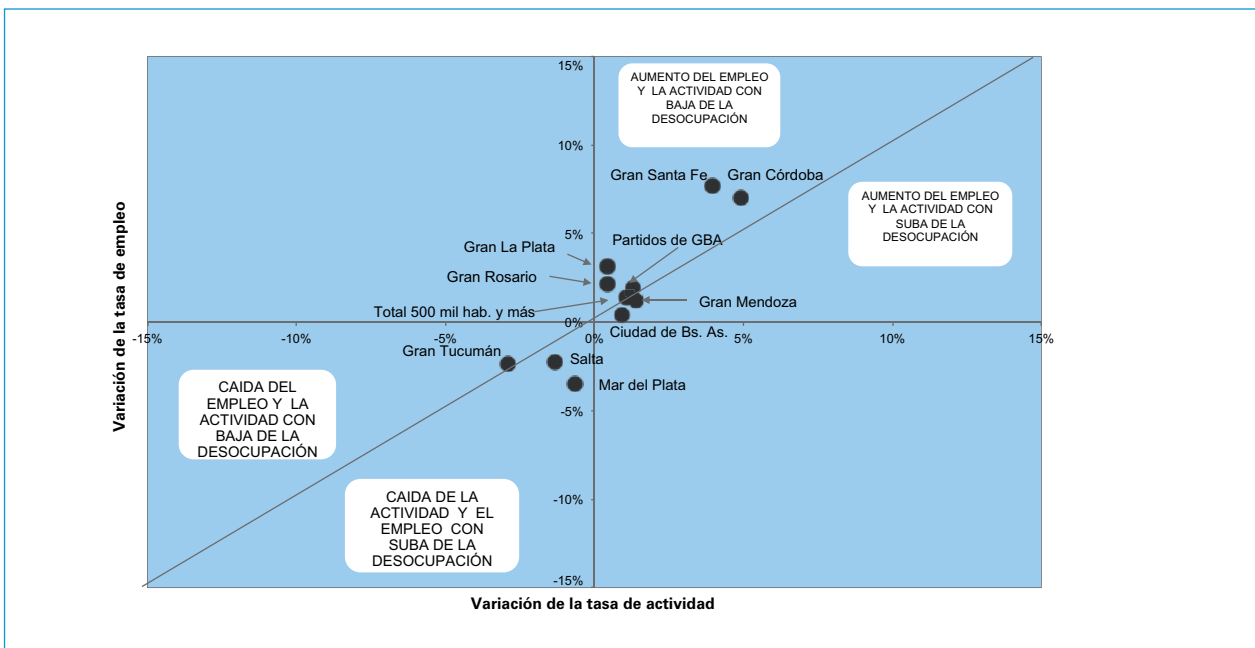 15%
AUMENTO DEL EMPLEO
Y LA ACTIVIDAD CON
BAJA DE LA
DESOCUPACIÓN
10%
Gran Santa Fe
Gran Córdoba
AUMENTO DEL EMPLEO
Y LA ACTIVIDAD CON
SUBA DE LA
DESOCUPACIÓN
5%
Partidos de GBA
Gran La Plata
Gran Rosario
Gran Mendoza
Total 500 mil hab. y más
0%
Ciudad de Bs. As.
-15%
-10%
-5%
0%
5%
10%
15%
Gran Tucumán
Salta
Mar del Plata
CAIDA DEL
EMPLEO Y LA
ACTIVIDAD CON
BAJA DE LA
DESOCUPACIÓN
-5%
-10%
CAIDA DE LA
ACTIVIDAD Y EL
EMPLEO CON
SUBA DE LA
DESOCUPACIÓN
-15%
Variación de la tasa de empleo
Variación de la tasa de actividad